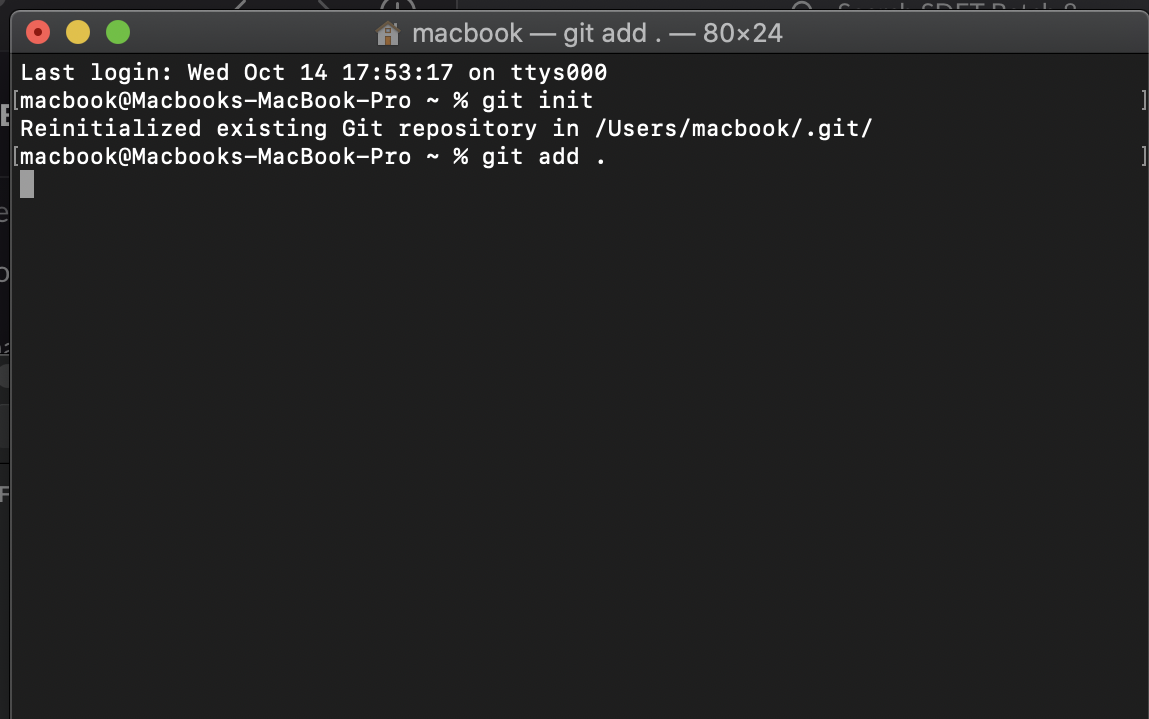 macbook — git add . — 80×24
Last login: Wed Oct 14 17:53:17 on ttys000
[macbook@Macbooks-MacBook-Pro ~ % git init ]
Reinitialized existing Git repository in /Users/macbook/.git/
[macbook@Macbooks-MacBook-Pro ~ % git add . ]